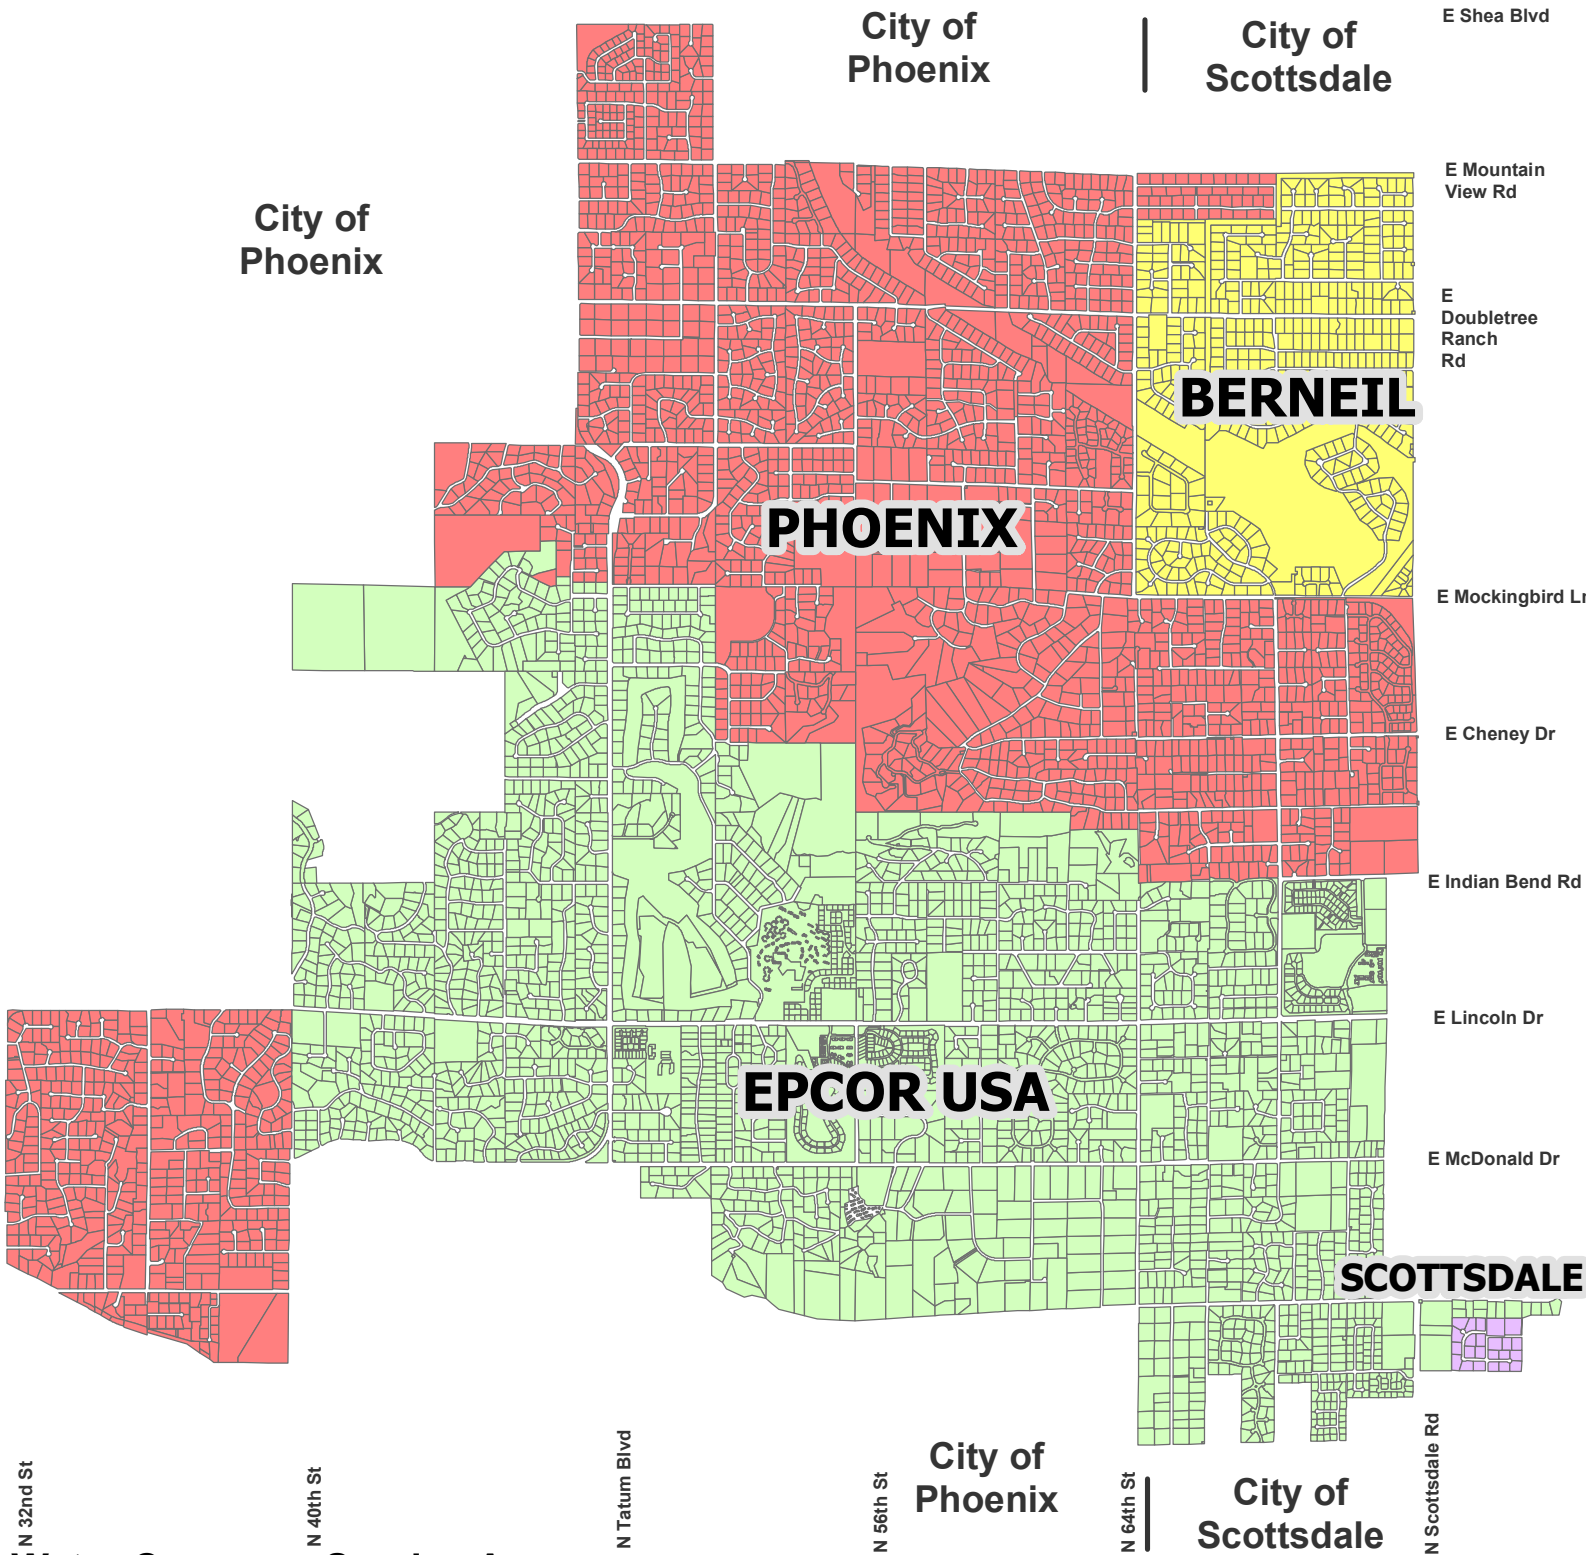 E Shea Blvd
City of
Phoenix
City of
Scottsdale
E Mountain
View Rd
City of
Phoenix
E
Doubletree
Ranch
Rd
BERNEIL
PHOENIX
E Mockingbird Ln
E Cheney Dr
E Indian Bend Rd
E Lincoln Dr
EPCOR USA
E McDonald Dr
SCOTTSDALE
City of
Phoenix
City of
Scottsdale
N 32nd St
N 40th St
N Tatum Blvd
N 56th St
N 64th St
N Scottsdale Rd